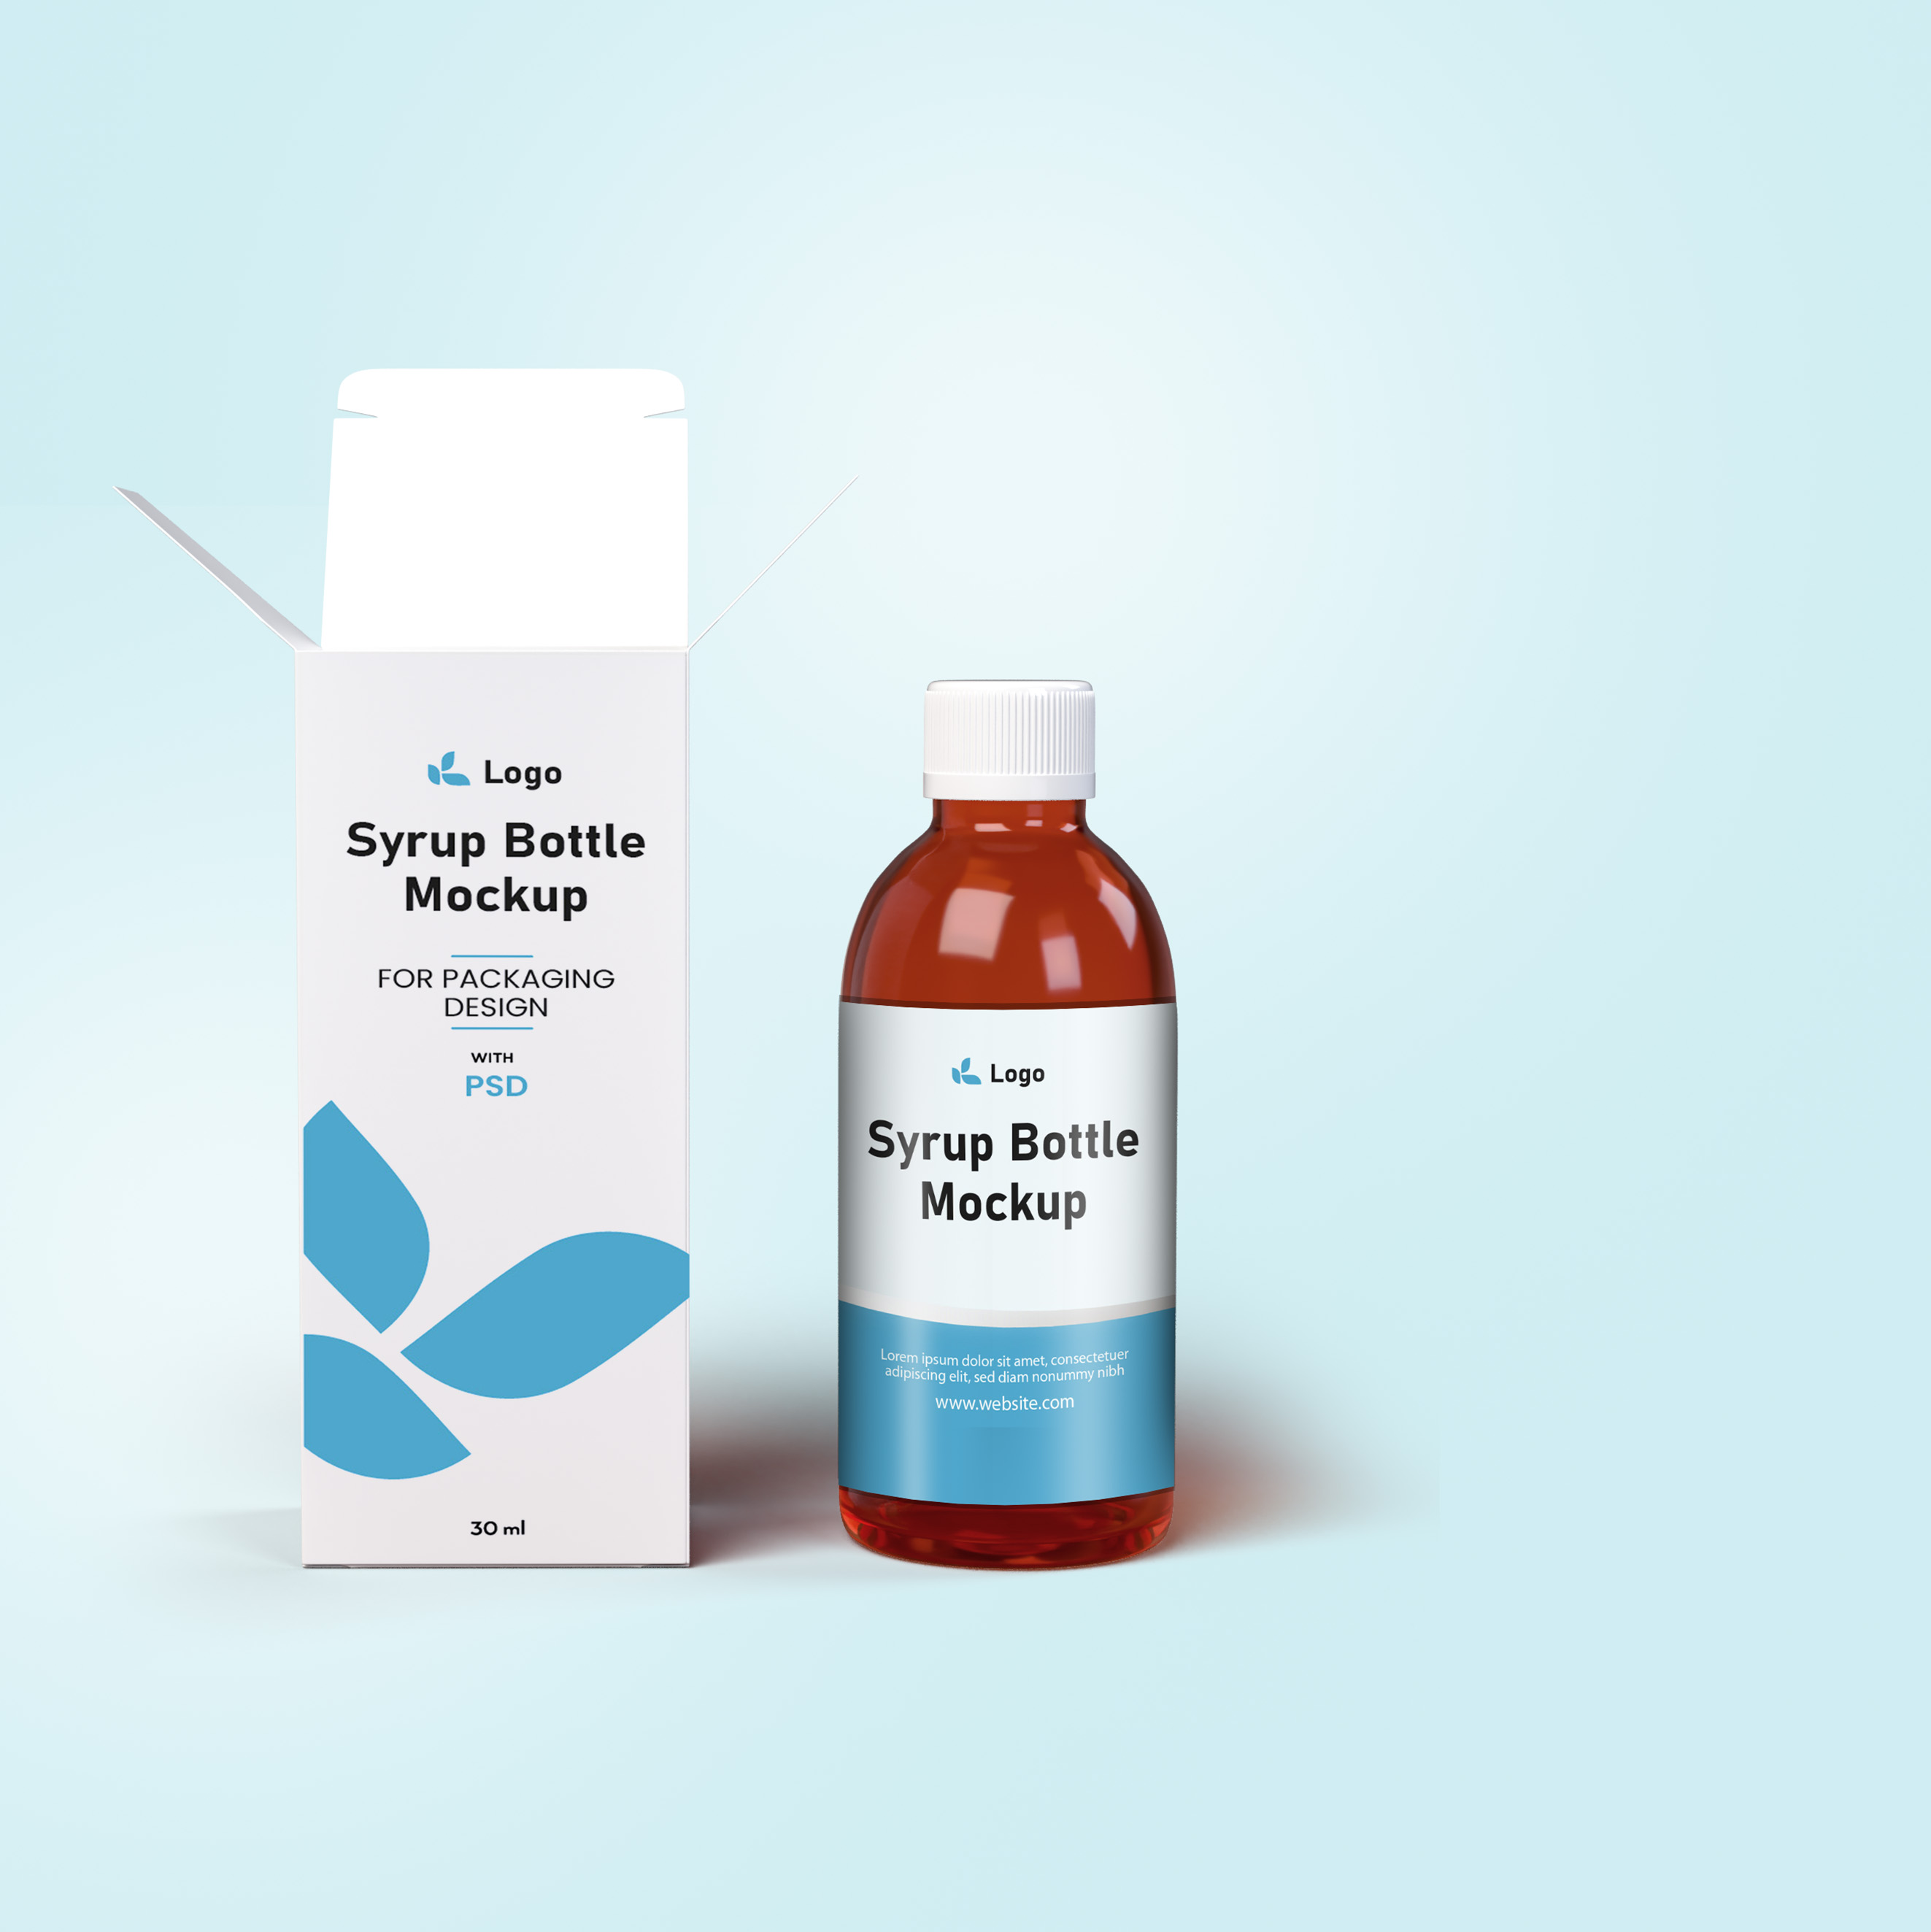 Logo
Syrup Bottle
Mockup
FOR PACKAGING
DESIGN
WITH
PSD
30 ml
Logo
Syrup Bottle
Mockup
Lorem ipsum dolor sit amet, consectetuer
adipiscing elit, sed diam nonummy nibh
www.website.com